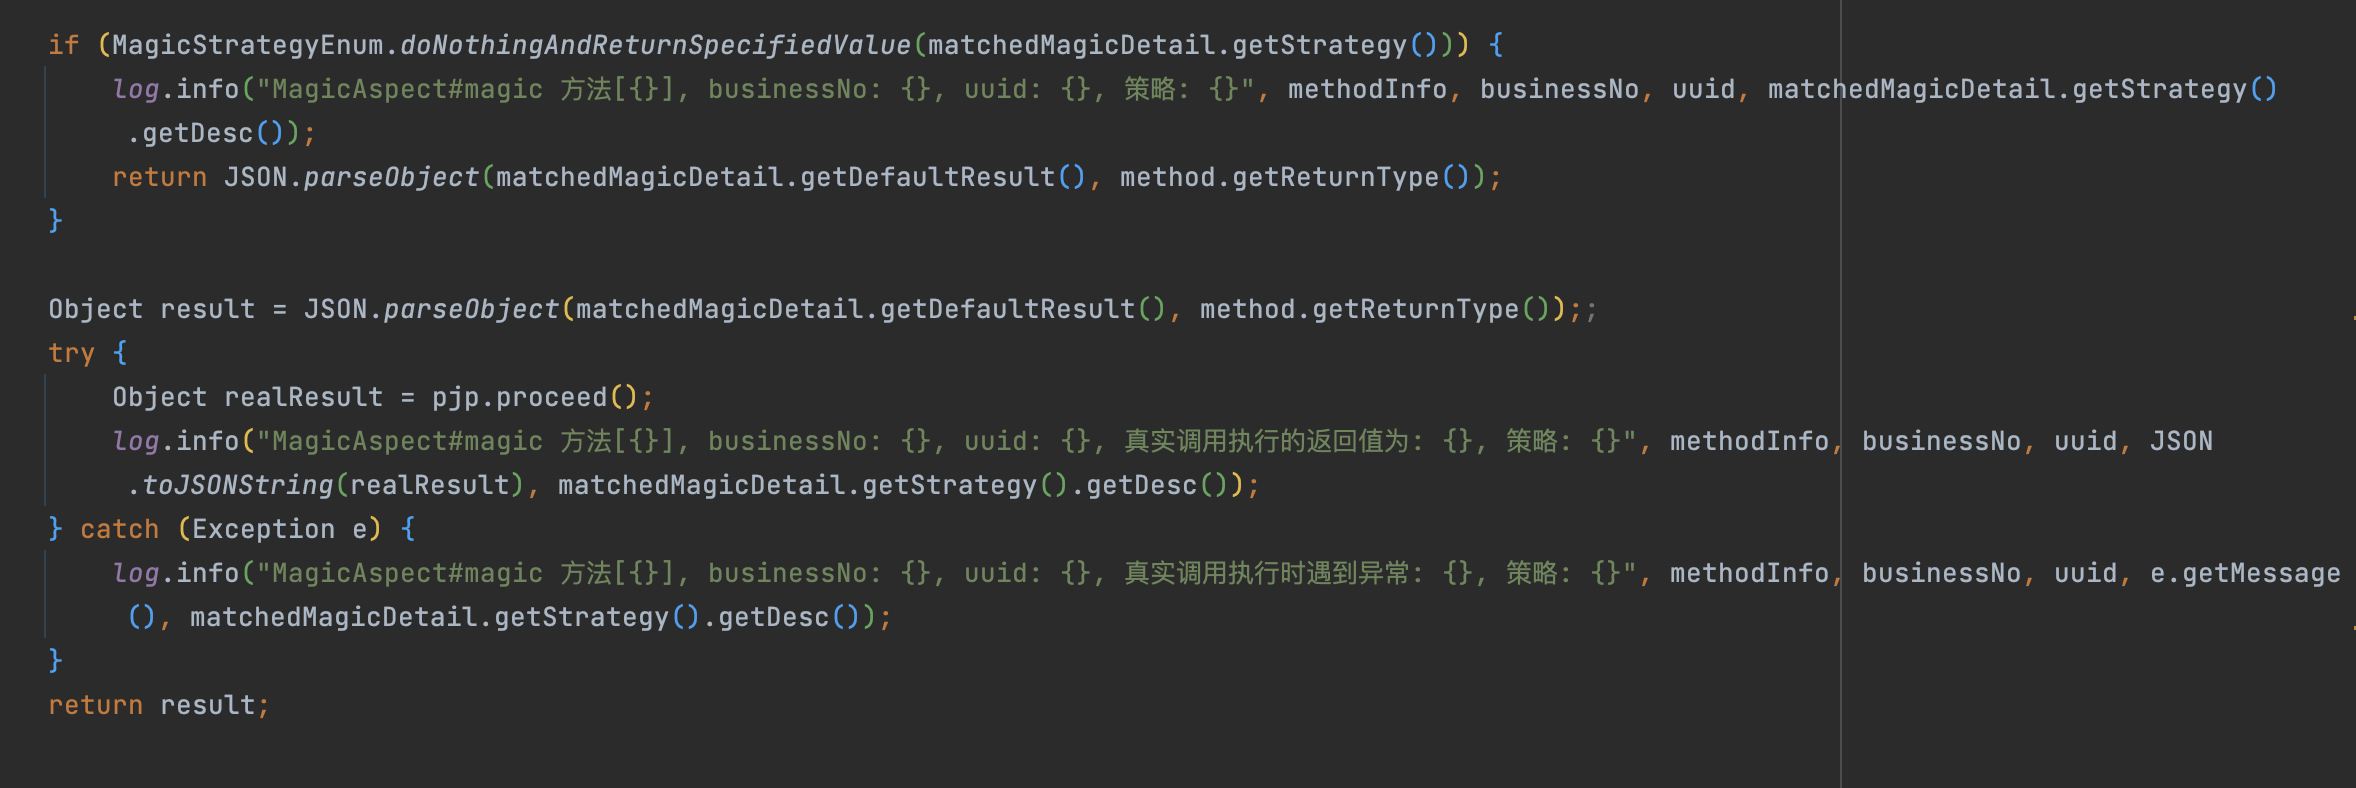 if (MagicStrategyEnum.doNothingAndReturnSpecifiedValue(matchedMagicDetail.getStrategy())) {
log.info("MagicAspect#magic 方法[{}], businessNo: {}, uuid: {}, 策略: {}", methodInfo, businessNo, uuid, matchedMagicDetail.getStrategy()
.getDesc());
return JSON.parseObject(matchedMagicDetail.getDefaultResult(), method.getReturnType());
}
Object result = JSON.parseObject(matchedMagicDetail.getDefaultResult(), method.getReturnType());;
try {
Object realResult = pjp.proceed();
log.info("MagicAspect#magic 方法[{}], businessNo: {}, uuid: {}, 真实调用执行的返回值为: {}, 策略: {}", methodInfo, businessNo, uuid, JSON
.toJSONString(realResult), matchedMagicDetail.getStrategy().getDesc());
} catch (Exception e) {
log.info("MagicAspect#magic 方法[{}], businessNo: {}, uuid: {}, 真实调用执行时遇到异常: {}, 策略: {}", methodInfo, businessNo, uuid, e.getMessage
(), matchedMagicDetail.getStrategy().getDesc());
}
return result;